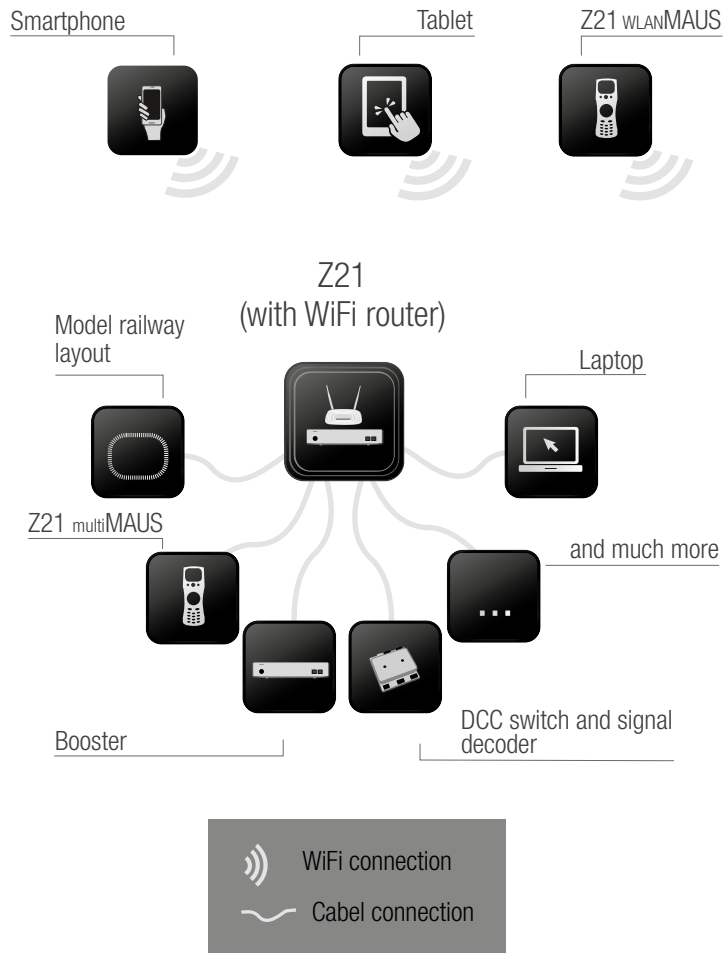 Smartphone
Tablet
Z21 WLANMAUS
Z21
(with WiFi router)
Model railway
layout
Laptop
Z21 multiMAUS
and much more
...
Booster
DCC switch and signal
decoder
WiFi connection
Cabel connection